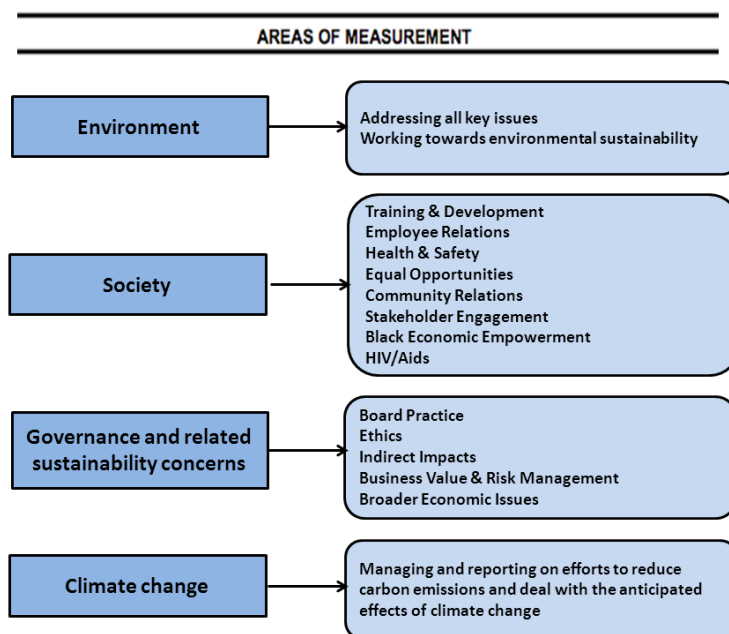 AREAS OF MEASUREMENT
Environment
Addressing all key issues
Working towards environmental sustainability
Society
Training & Development
Employee Relations
Health & Safety
Equal Opportunities
Community Relations
Stakeholder Engagement
Black Economic Empowerment
HIV/Aids
Governance and related
sustainability concerns
Board Practice
Ethics
Indirect Impacts
Business Value & Risk Management
Broader Economic Issues
Climate change
Managing and reporting on efforts to reduce
carbon emissions and deal with the anticipated
effects of climate change